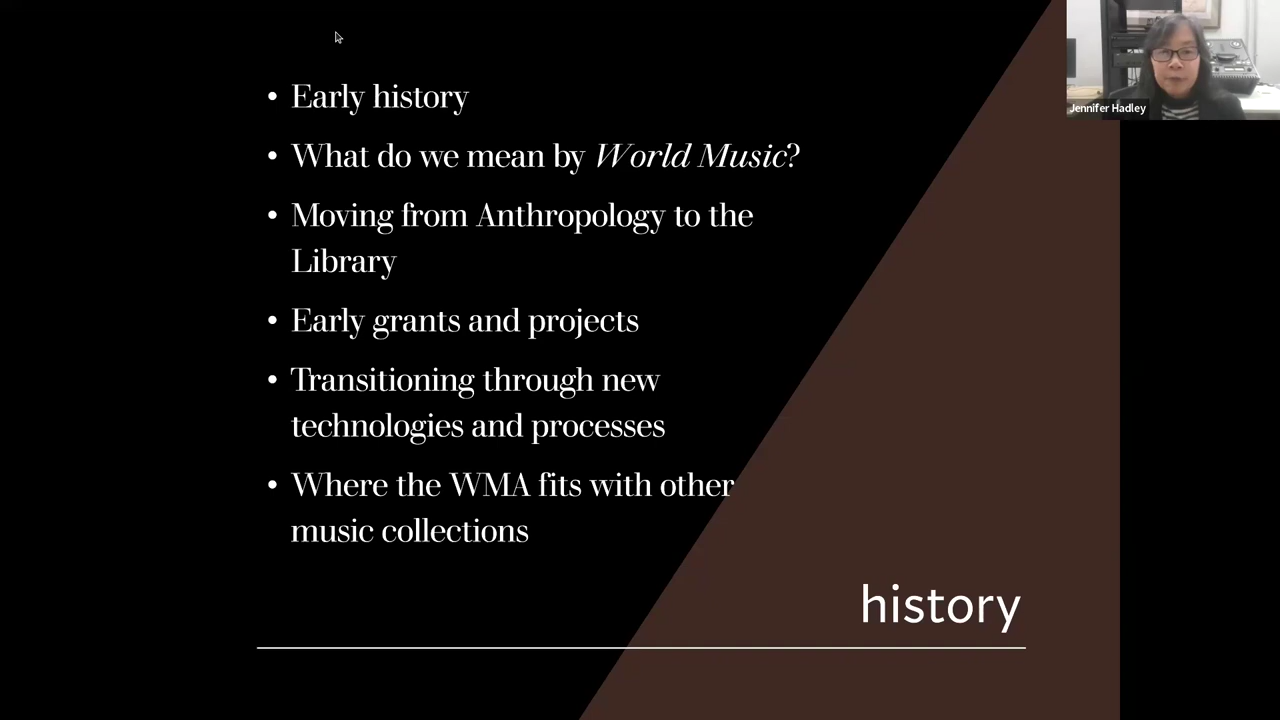 • Early history
• What do we mean by World Music?
• Moving from Anthropology to the
Library
• Early grants and projects
• Transitioning through new
technologies and processes
• Where the WMA fits with other
music collections
history
Jennifer Hadley